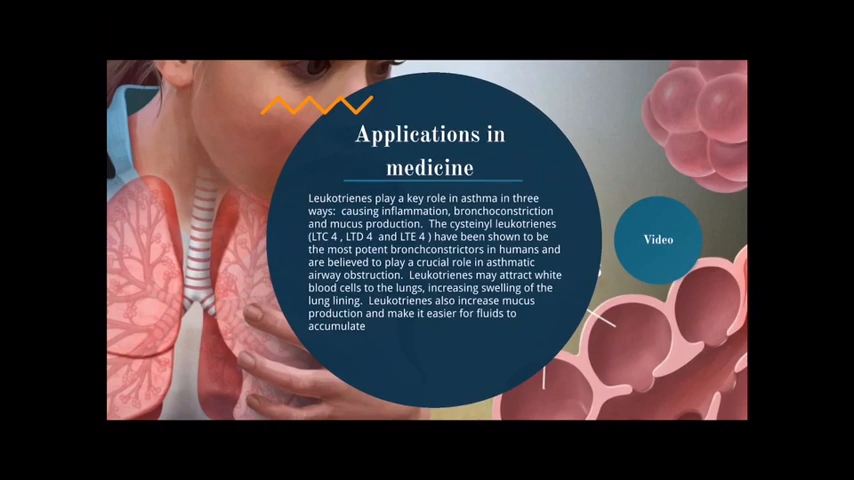 Applications in
medicine
Leukotrienes play a key role in asthma in three
ways:  causing inflammation, bronchoconstriction
and mucus production.  The cysteinyl leukotrienes
(LTC 4 , LTD 4  and LTE 4 ) have been shown to be
the most potent bronchoconstrictors in humans and
are believed to play a crucial role in asthmatic
airway obstruction.  Leukotrienes may attract white
blood cells to the lungs, increasing swelling of the
lung lining.  Leukotrienes also increase mucus
production and make it easier for fluids to
accumulate
Video